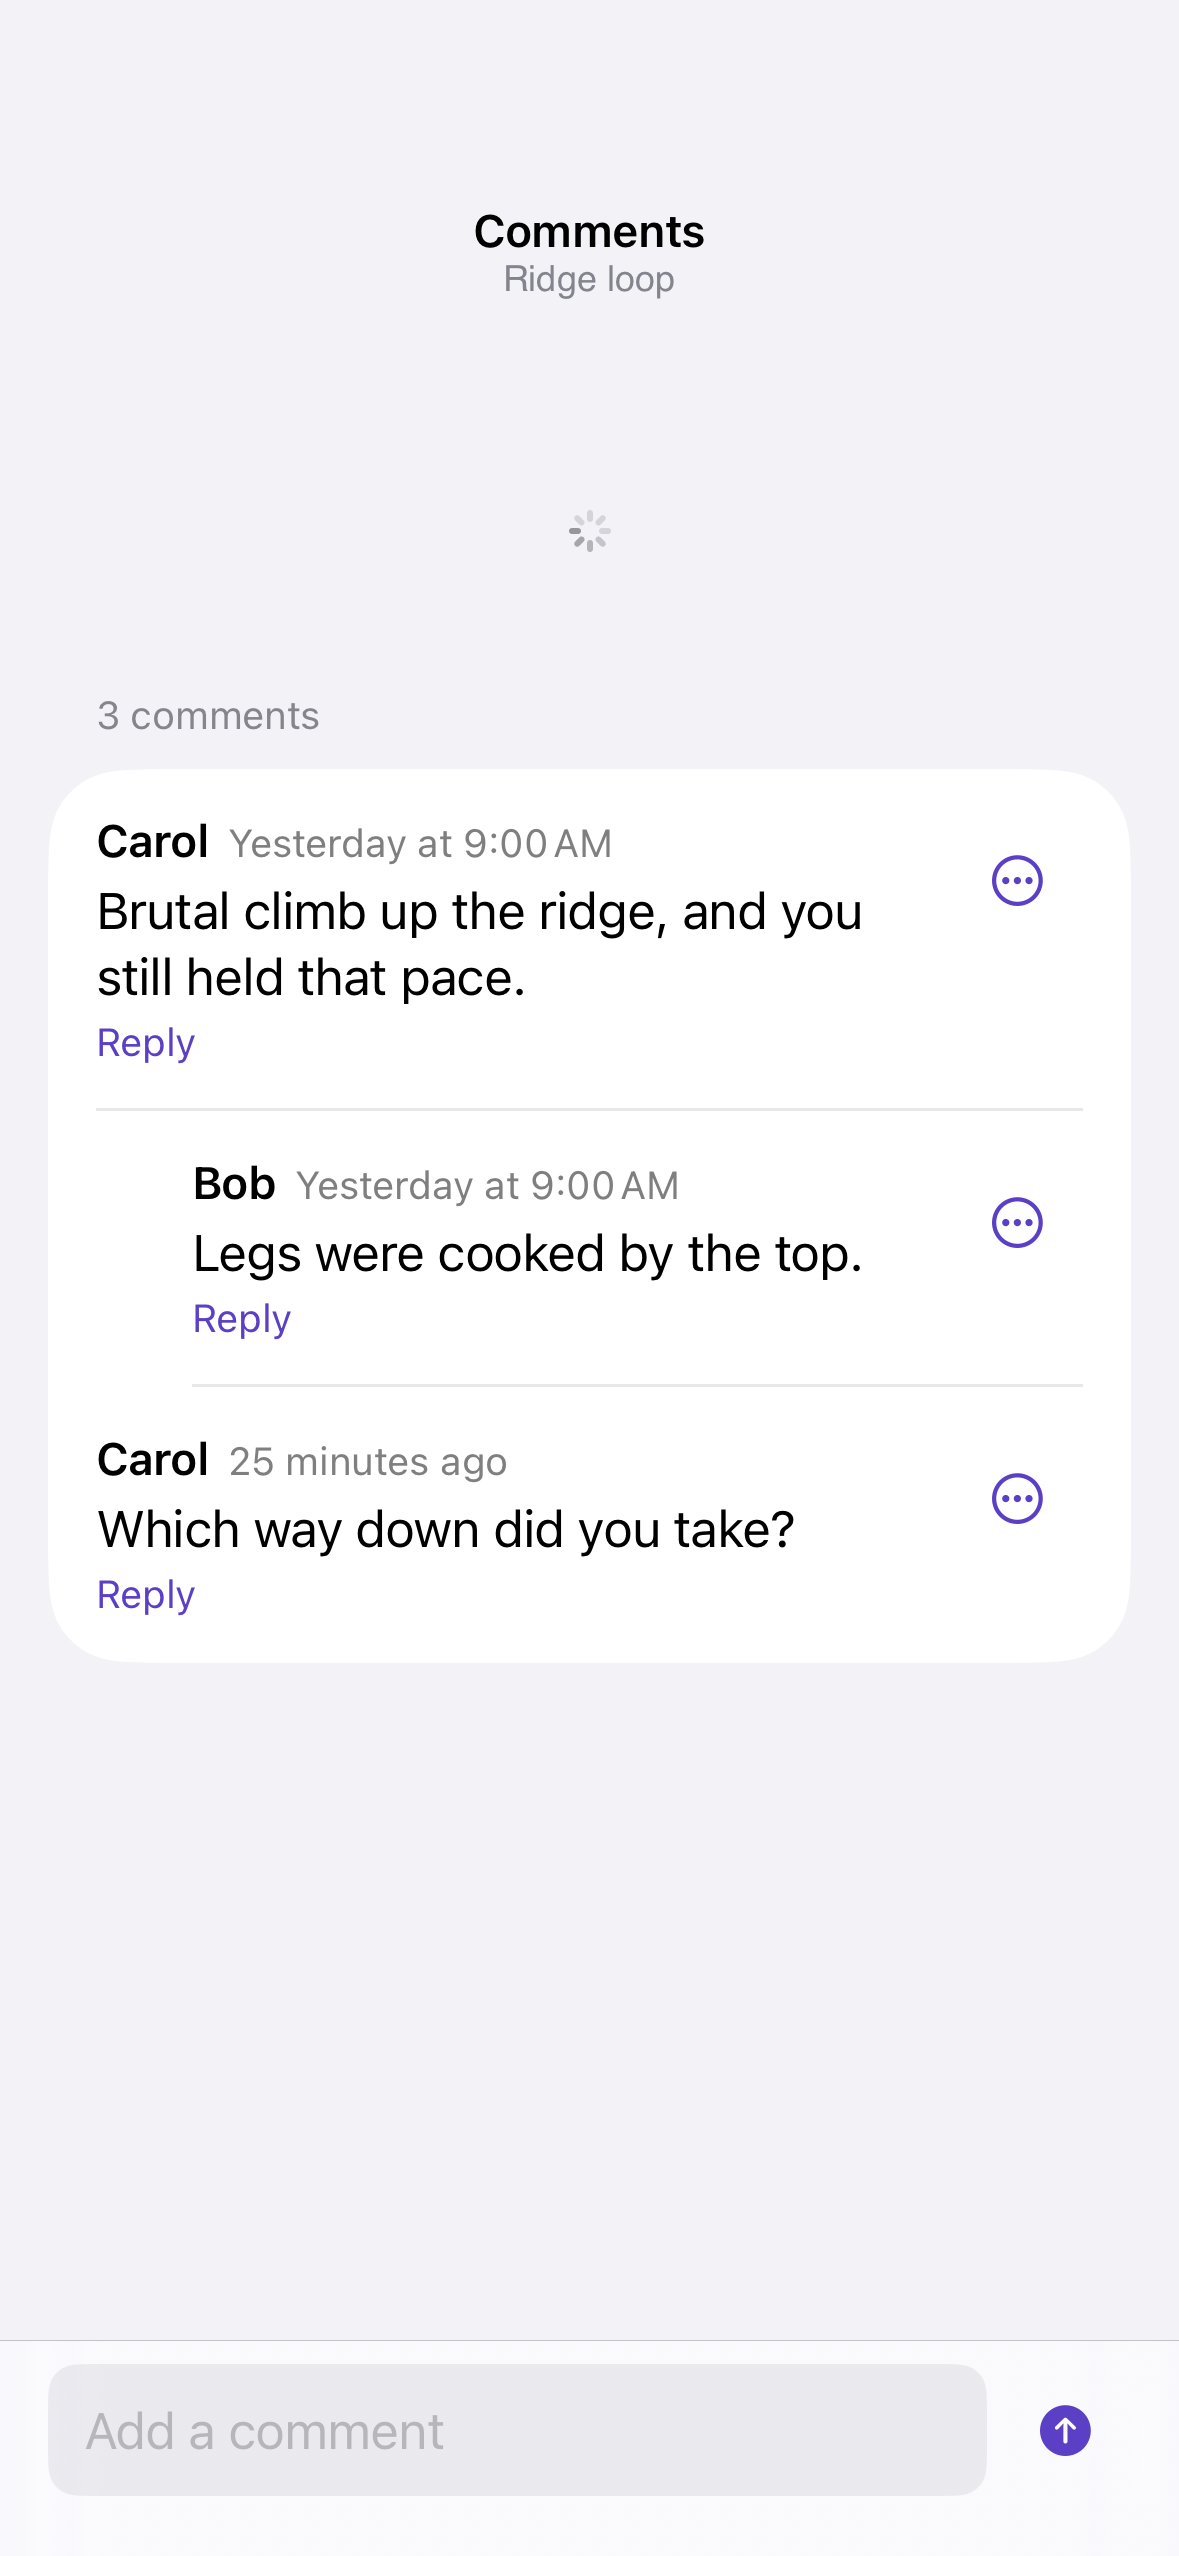 Comments
Ridge loop
3 comments
Carol Yesterday at 9:00 AM
Brutal climb up the ridge, and you
still held that pace.
Reply
Bob Yesterday at 9:00 AM
Legs were cooked by the top.
Reply
Carol 25 minutes ago
Which way down did you take?
Reply
Add a comment